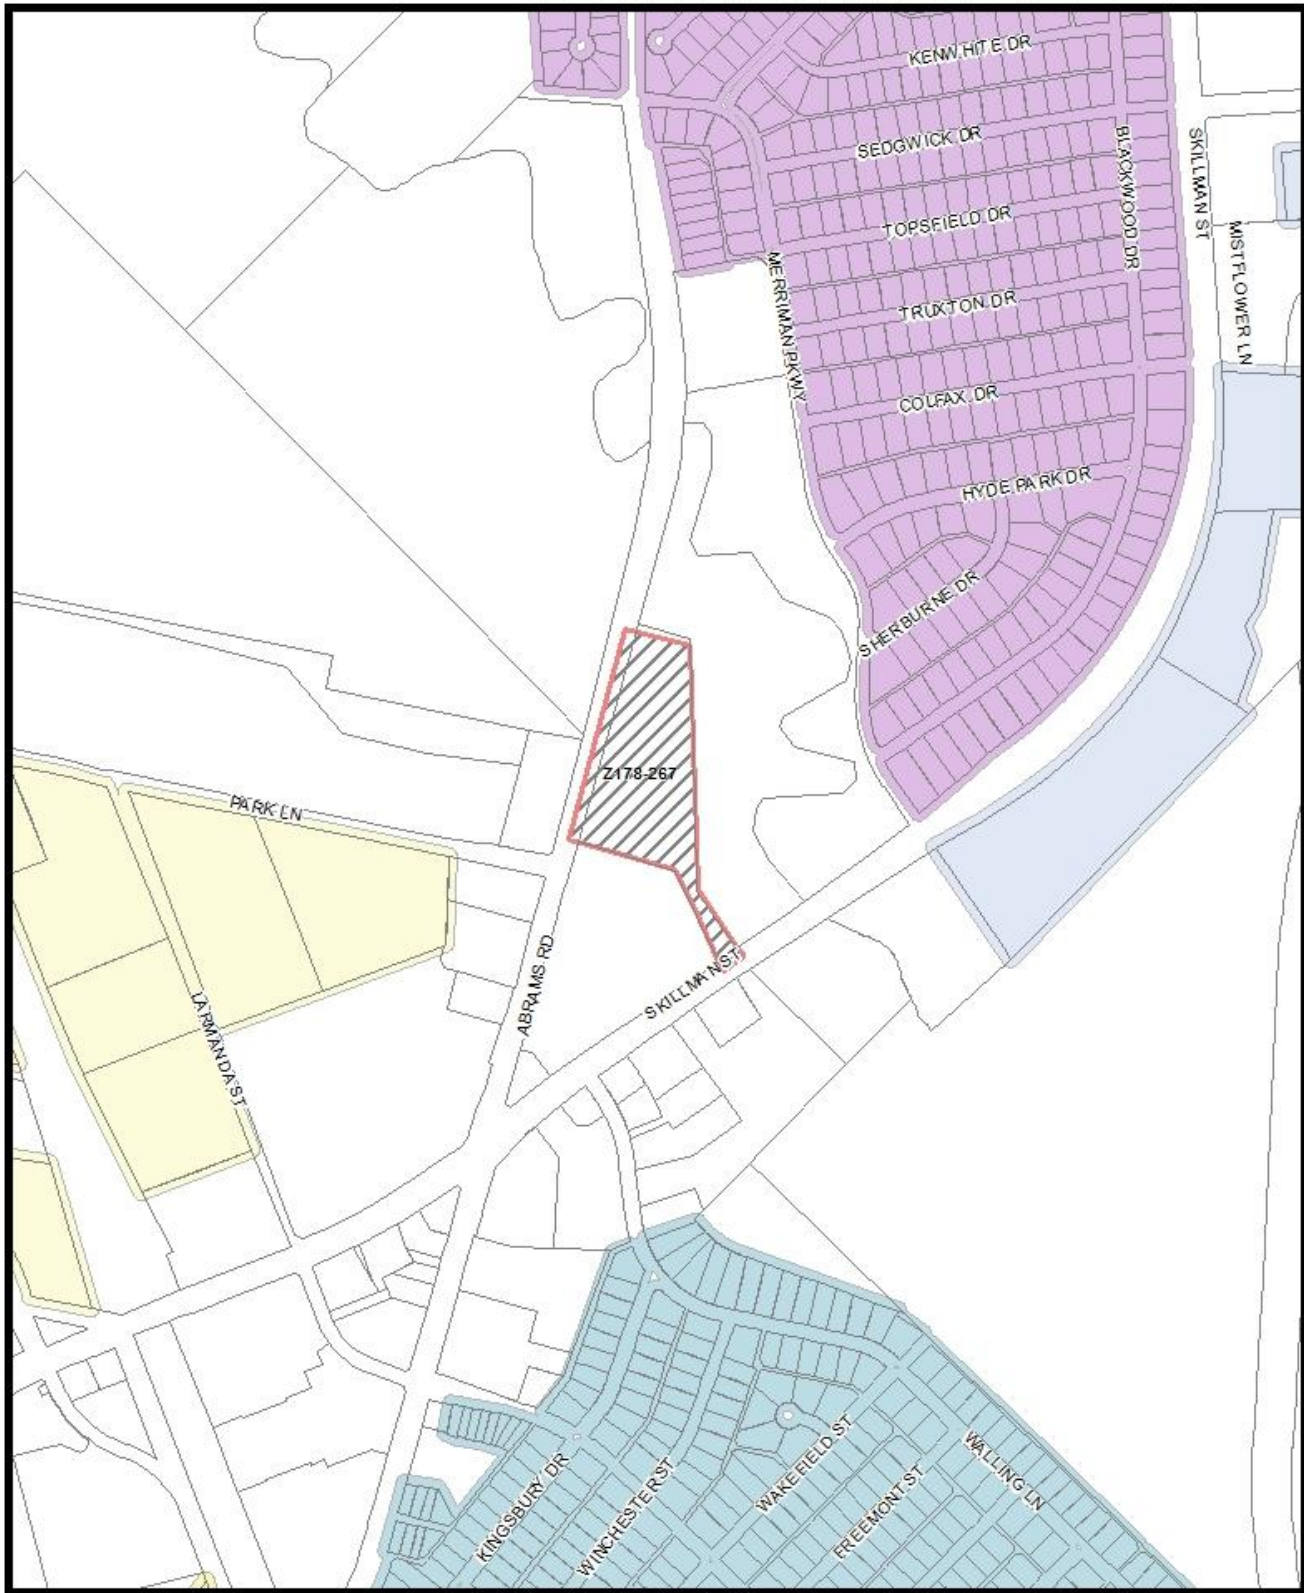 KENWHITE DR
SEDGWICK DR
BLACKWOOD DR
SKILLMAN ST
TOPSFIELD DR
MISTFLOWER LN
MERRIMAN PKWY
TRUXTON DR
COLFAX DR
HYDE PARK DR
SHERBURNE DR
Z178-267
PARK LN
ABRAMS RD
SKILLMAN ST
LARMANDA ST
KINGSBURY DR
WINCHESTER ST
WAKEFIELD ST
FREEMONT ST
WALLING LN